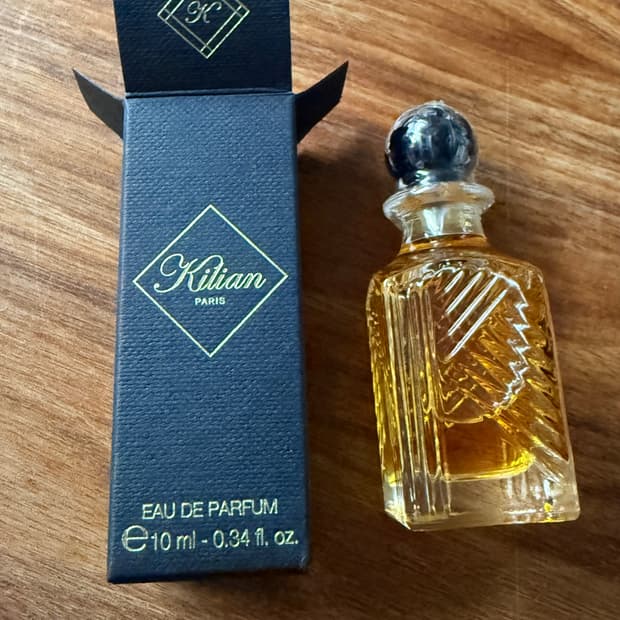 K
Kilian
PARIS
EAU DE PARFUM
℮10 ml - 0.34 fl. oz.